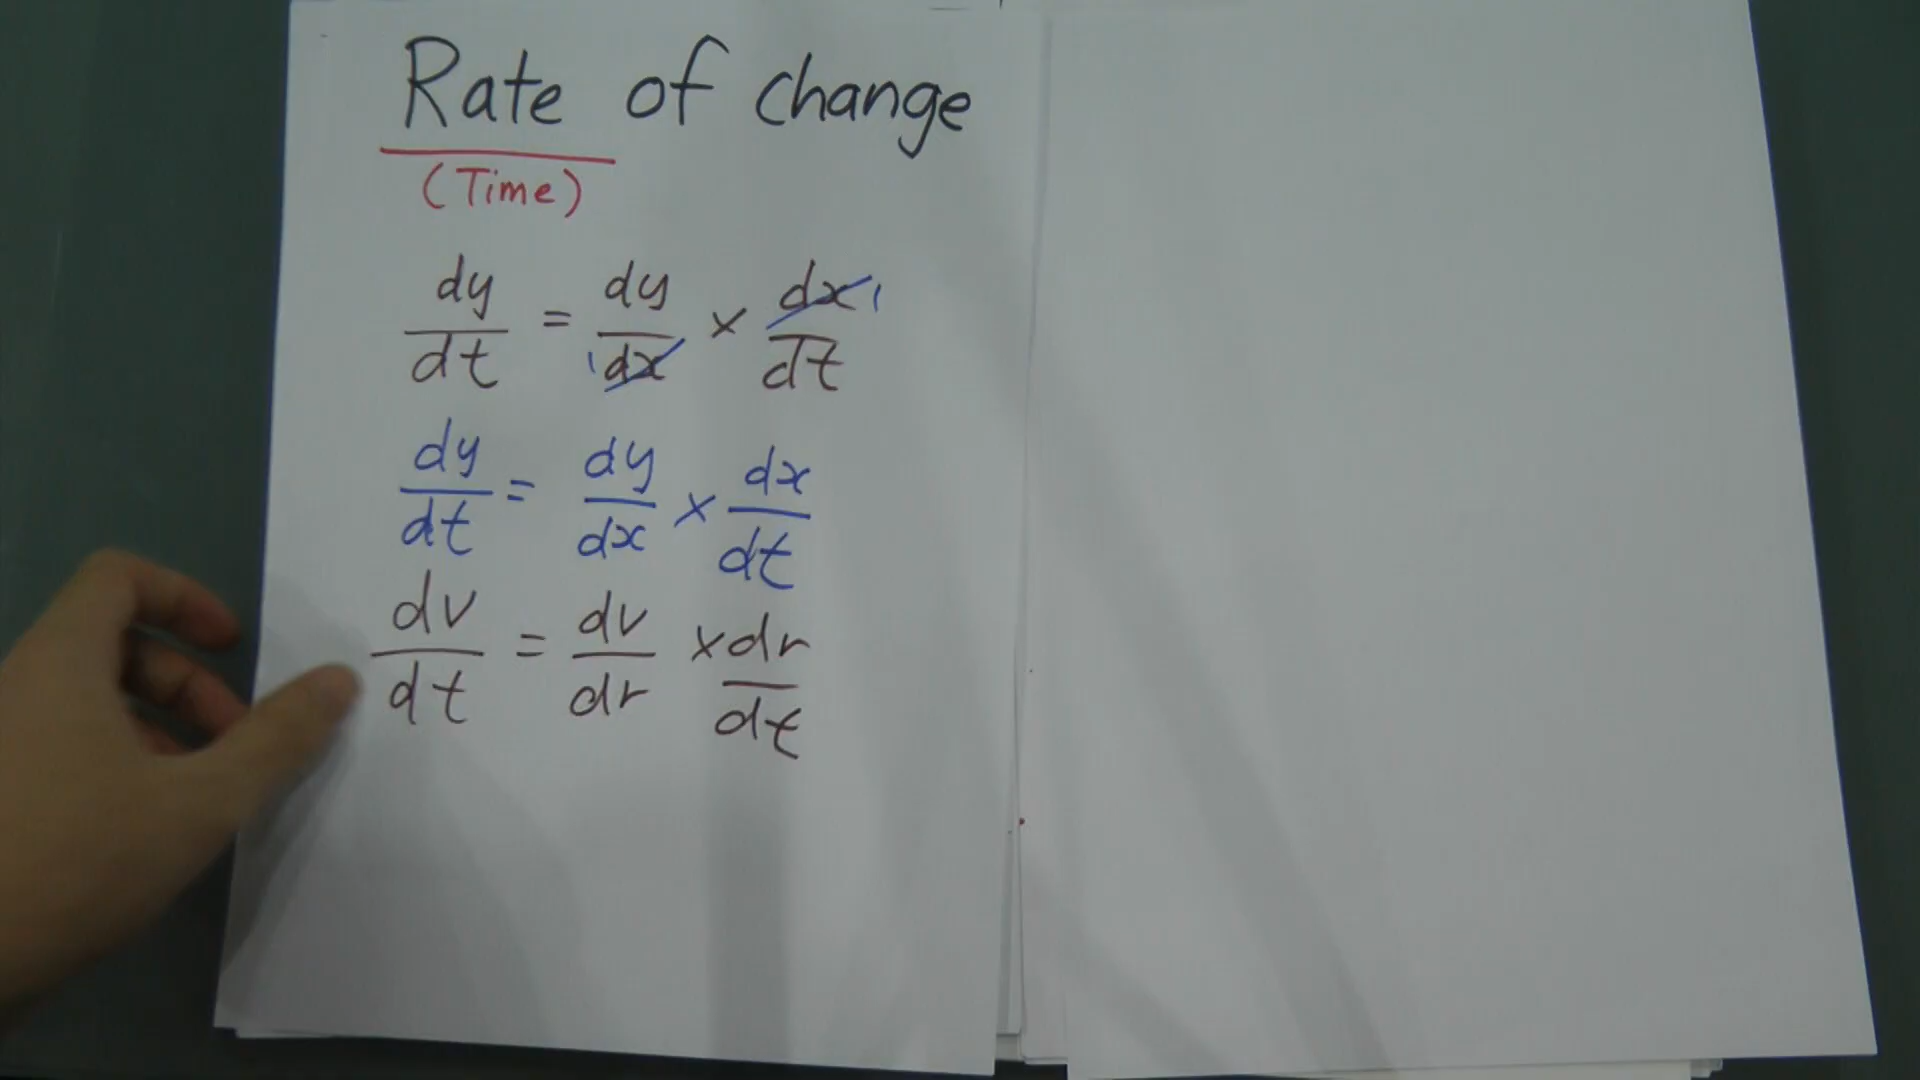 Rate of change
(Time)
dy/dt = dy/dx × dx/dt
dy/dt = dy/dx × dx/dt
dv/dt = dv/dr × dr/dt